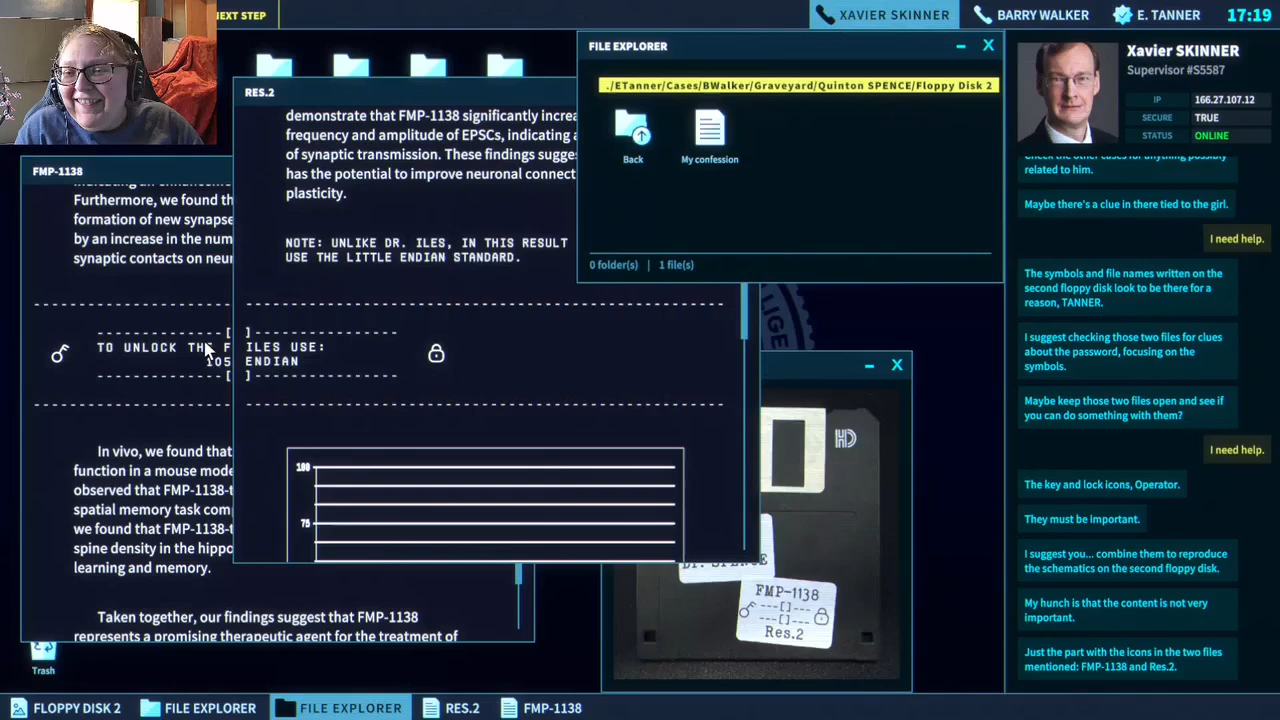 NEXT STEP
XAVIER SKINNER
BARRY WALKER
E. TANNER
17:19
FILE EXPLORER
./ETanner/Cases/BWalker/Graveyard/Quinton SPENCE/Floppy Disk 2
Back
My confession
0 folder(s) | 1 file(s)
RES.2
demonstrate that FMP-1138 significantly increa
frequency and amplitude of EPSCs, indicating a
of synaptic transmission. These findings sugges
has the potential to improve neuronal connect
plasticity.
NOTE: UNLIKE DR. ILES, IN THIS RESULT
USE THE LITTLE ENDIAN STANDARD.
FMP-1138
Furthermore, we found th
formation of new synapse
by an increase in the num
synaptic contacts on neur
---------------[ ]-----------------
TO UNLOCK THE FILES USE:
105 ENDIAN
---------------[ ]-----------------
100
75
In vivo, we found that
function in a mouse mode
observed that FMP-1138-t
spatial memory task com
we found that FMP-1138-t
spine density in the hippo
learning and memory.
Taken together, our findings suggest that FMP-1138
represents a promising therapeutic agent for the treatment of
HD
DR. SPENCE
FMP-1138
---[]---
---[]---
Res.2
Trash
Xavier SKINNER
Supervisor #S5587
IP 166.27.107.12
SECURE TRUE
STATUS ONLINE
Check the other cases for anything possibly
related to him.
Maybe there's a clue in there tied to the girl.
I need help.
The symbols and file names written on the
second floppy disk look to be there for a
reason, TANNER.
I suggest checking those two files for clues
about the password, focusing on the
symbols.
Maybe keep those two files open and see if
you can do something with them?
I need help.
The key and lock icons, Operator.
They must be important.
I suggest you... combine them to reproduce
the schematics on the second floppy disk.
My hunch is that the content is not very
important.
Just the part with the icons in the two files
mentioned: FMP-1138 and Res.2.
FLOPPY DISK 2
FILE EXPLORER
FILE EXPLORER
RES.2
FMP-1138